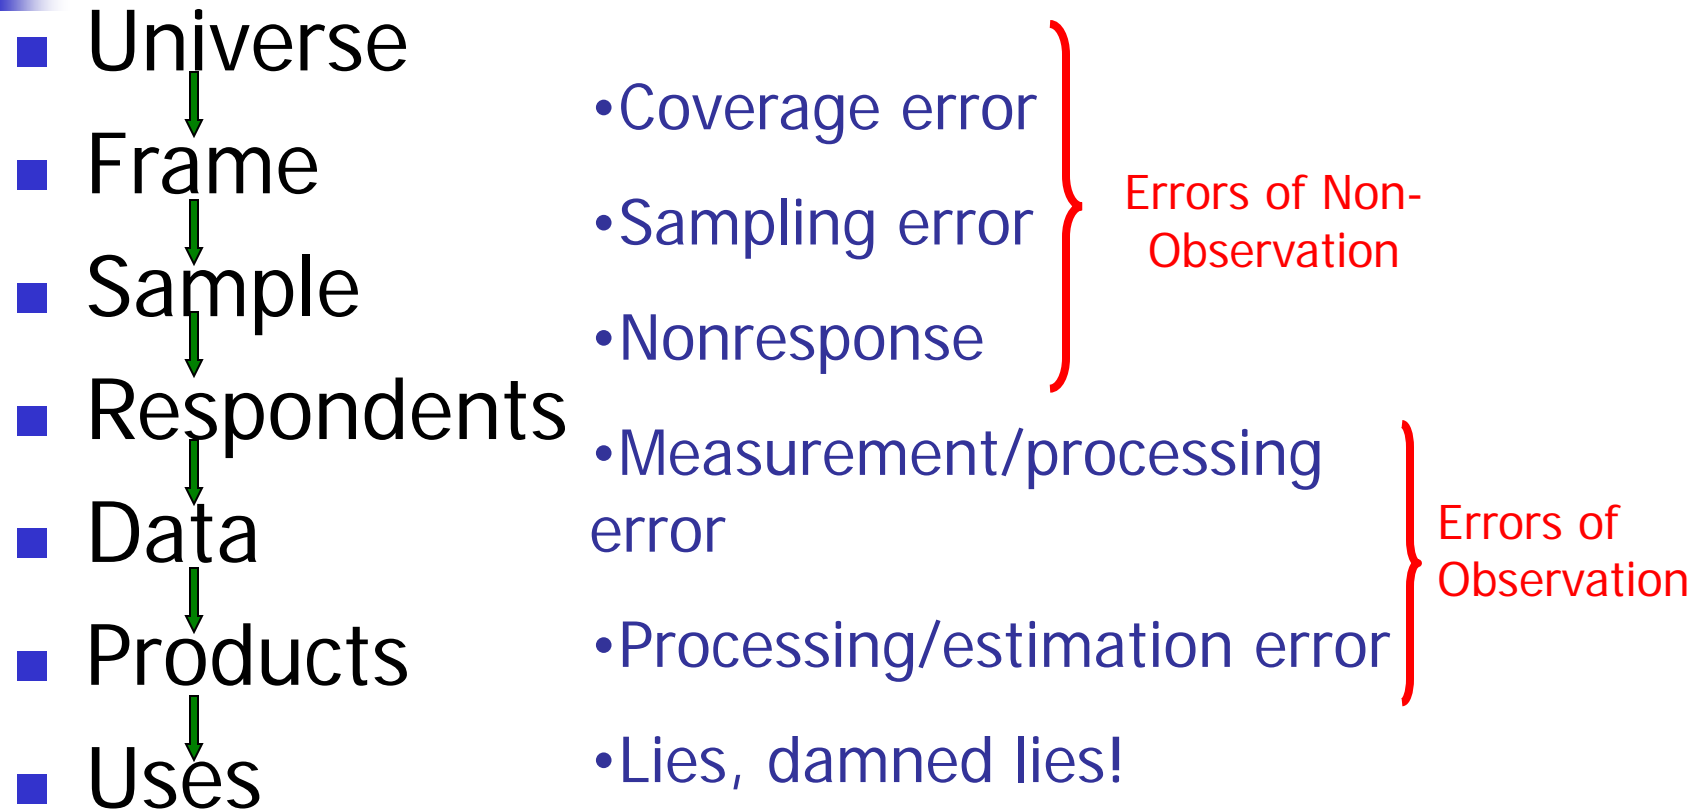 Universe
Frame
Sample
Respondents
Data
Products
Uses
•Coverage error
•Sampling error
•Nonresponse
•Measurement/processing
error
•Processing/estimation error
•Lies, damned lies!
Errors of Non-
Observation
Errors of
Observation